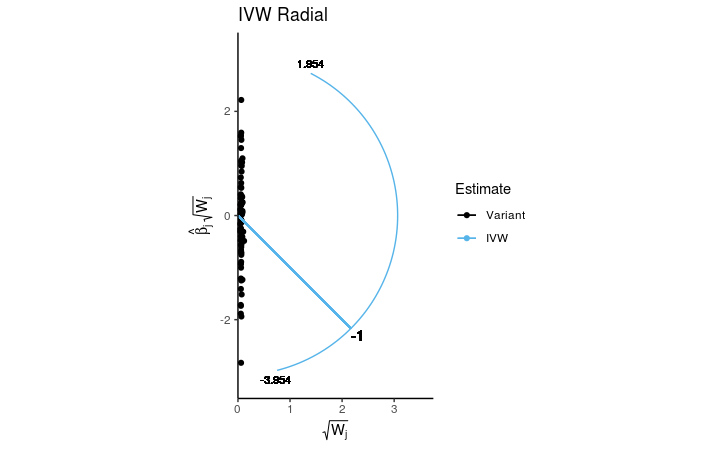 IVW Radial
1.954
2
0
-2
β̂ⱼ√Wⱼ
-1
-3.954
0 1 2 3
√Wⱼ
Estimate
Variant
IVW